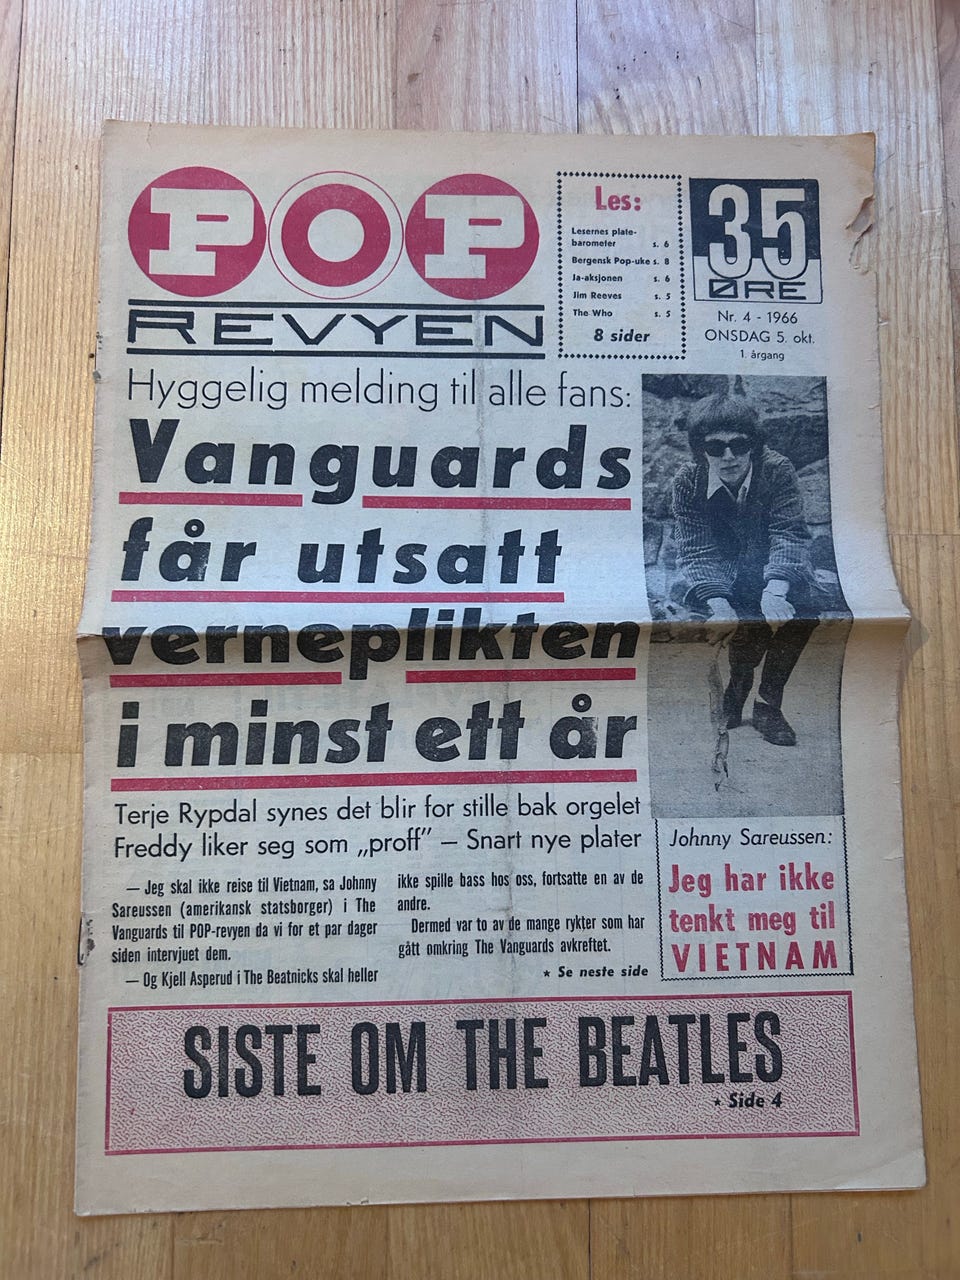 POP
REVYEN
Les:
Lesernes plate-
barometer s. 6
Bergensk Pop-uke s. 8
Ja-aksjonen s. 6
Jim Reeves s. 5
The Who s. 5
8 sider
35
ØRE
Nr. 4 - 1966
ONSDAG 5. okt.
1. årgang
Hyggelig melding til alle fans:
Vanguards
får utsatt
verneplikten
i minst ett år
Terje Rypdal synes det blir for stille bak orgelet
Freddy liker seg som „proff” — Snart nye plater
— Jeg skal ikke reise til Vietnam, sa Johnny
Sareussen (amerikansk statsborger) i The
Vanguards til POP-revyen da vi for et par dager
siden intervjuet dem.
— Og Kjell Asperud i The Beatnicks skal heller
ikke spille bass hos oss, fortsatte en av de
andre.
Dermed var to av de mange rykter som har
gått omkring The Vanguards avkreftet.
★ Se neste side
Johnny Sareussen:
Jeg har ikke
tenkt meg til
VIETNAM
SISTE OM THE BEATLES
★ Side 4